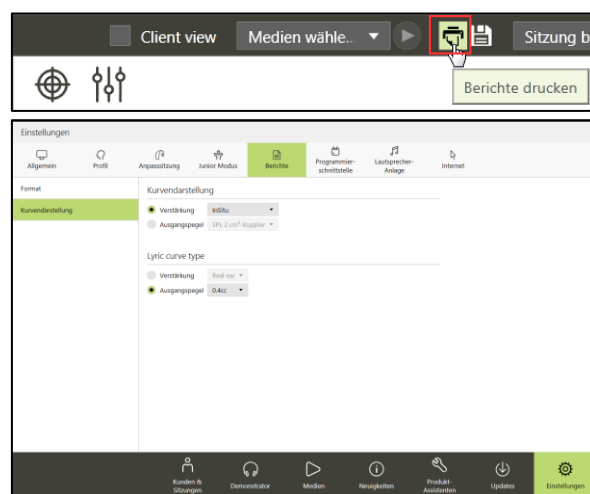 Client view Medien wähle.. Sitzung b
Berichte drucken
Einstellungen
Allgemein Profil Anpasssitzung Junior Modus Berichte Programmier-
schnittstelle Lautsprecher-
Anlage Internet
Format Kurvendarstellung
Kurvendarstellung Verstärkung InSitu
Ausgangspegel SPL 2 cm³-Kuppler
Lyric curve type
Verstärkung Real ear
Ausgangspegel 0.4cc
Kunden &
Sitzungen Demonstrator Medien Neuigkeiten Produkt-
Assistenten Updates Einstellungen